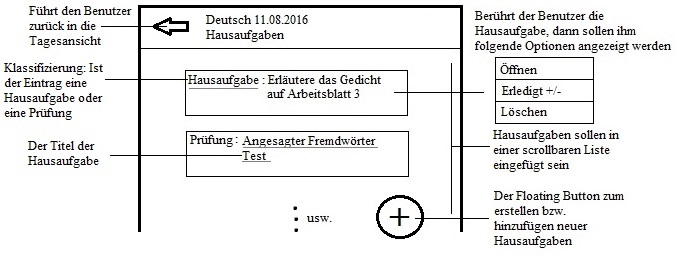 Führt den Benutzer
zurück in die
Tagesansicht
Deutsch 11.08.2016
Hausaufgaben
Berührt der Benutzer die
Hausaufgabe, dann sollen ihm
folgende Optionen angezeigt werden
Klassifizierung: Ist
der Eintrag eine
Hausaufgabe oder
eine Prüfung
Hausaufgabe : Erläutere das Gedicht
auf Arbeitsblatt 3
Öffnen
Erledigt +/-
Löschen
Der Titel der
Hausaufgabe
Prüfung : Angesagter Fremdwörter
Test
Hausaufgaben sollen in
einer scrollbaren Liste
eingefügt sein
usw.
+
Der Floating Button zum
erstellen bzw.
hinzufügen neuer
Hausaufgaben